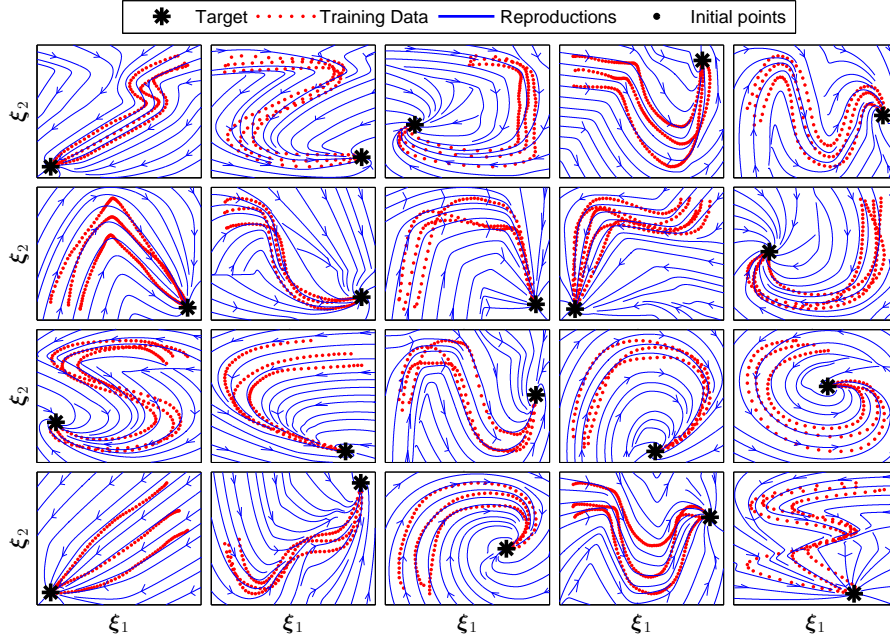 Target Training Data Reproductions Initial points
ξ2
ξ2
ξ2
ξ2
ξ1 ξ1 ξ1 ξ1 ξ1